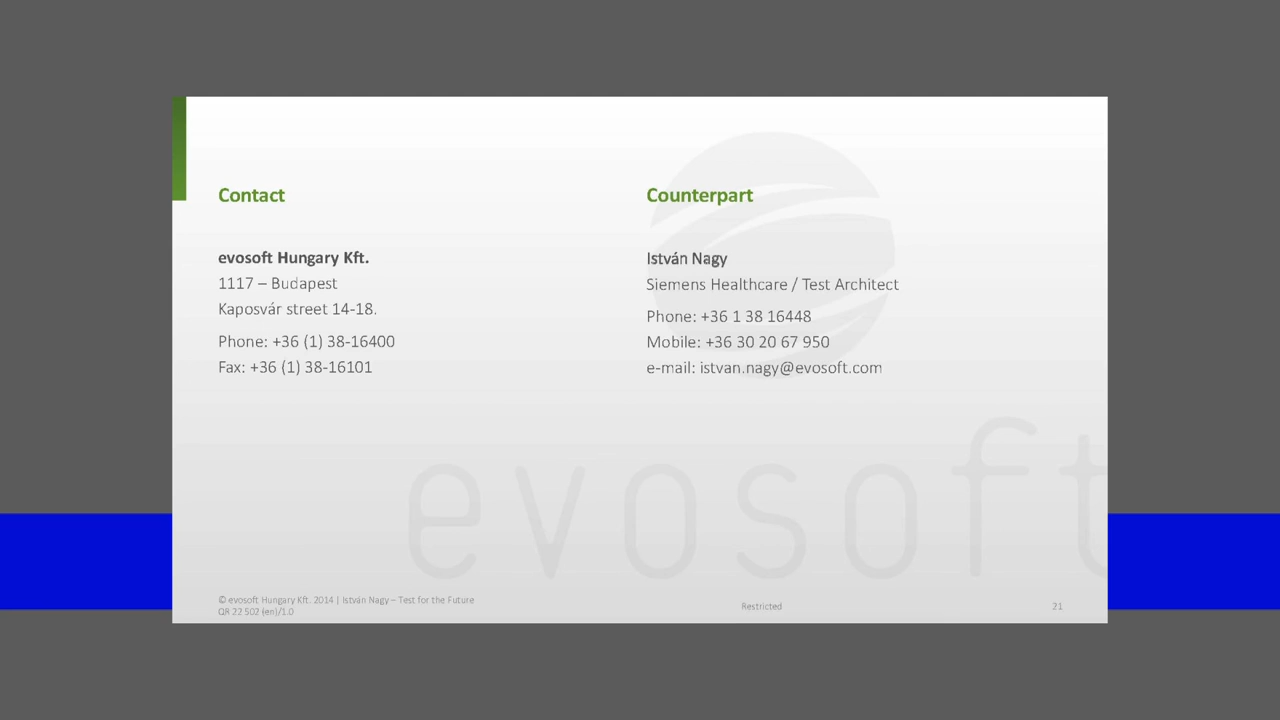 Contact
evosoft Hungary Kft.
1117 – Budapest
Kaposvár street 14-18.
Phone: +36 (1) 38-16400
Fax: +36 (1) 38-16101
Counterpart
István Nagy
Siemens Healthcare / Test Architect
Phone: +36 1 38 16448
Mobile: +36 30 20 67 950
e-mail: istvan.nagy@evosoft.com
evosoft
© evosoft Hungary Kft. 2014 | István Nagy – Test for the Future
QR 22 502 (en)/1.0
Restricted
21